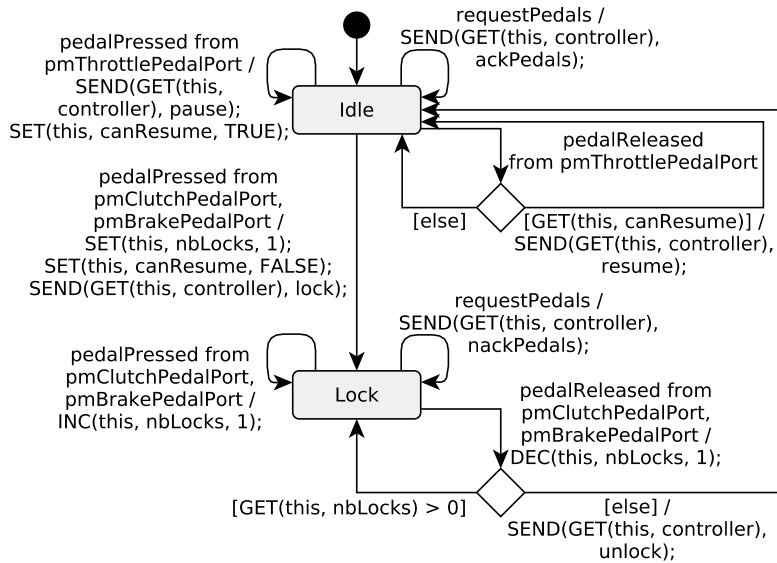 pedalPressed from
pmThrottlePedalPort /
SEND(GET(this,
controller), pause);
SET(this, canResume, TRUE);
requestPedals /
SEND(GET(this, controller),
ackPedals);
Idle
pedalReleased
from pmThrottlePedalPort
[else]
[GET(this, canResume)] /
SEND(GET(this, controller),
resume);
pedalPressed from
pmClutchPedalPort,
pmBrakePedalPort /
SET(this, nbLocks, 1);
SET(this, canResume, FALSE);
SEND(GET(this, controller), lock);
requestPedals /
SEND(GET(this, controller),
nackPedals);
pedalPressed from
pmClutchPedalPort,
pmBrakePedalPort /
INC(this, nbLocks, 1);
Lock
pedalReleased from
pmClutchPedalPort,
pmBrakePedalPort /
DEC(this, nbLocks, 1);
[GET(this, nbLocks) > 0]
[else] /
SEND(GET(this, controller),
unlock);